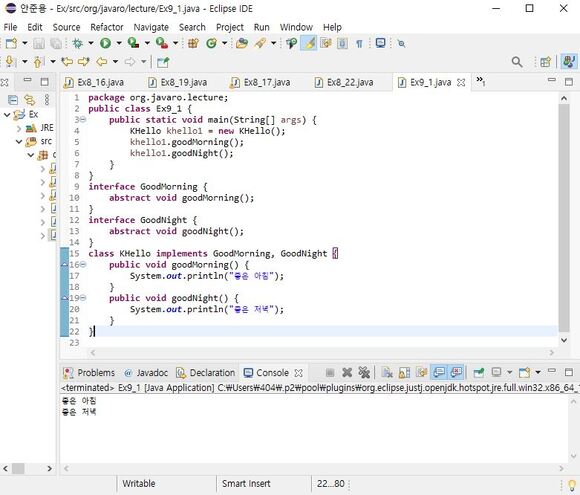 안준용 - Ex/src/org/javaro/lecture/Ex9_1.java - Eclipse IDE
File Edit Source Refactor Navigate Search Project Run Window Help
Ex8_16.java Ex8_19.java Ex8_17.java Ex8_22.java Ex9_1.java »1
Ex
JRE
src
1 package org.javaro.lecture;
2 public class Ex9_1 {
3 public static void main(String[] args) {
4 KHello khello1 = new KHello();
5 khello1.goodMorning();
6 khello1.goodNight();
7 }
8 }
9 interface GoodMorning {
10 abstract void goodMorning();
11 }
12 interface GoodNight {
13 abstract void goodNight();
14 }
15 class KHello implements GoodMorning, GoodNight {
16 public void goodMorning() {
17 System.out.println("좋은 아침");
18 }
19 public void goodNight() {
20 System.out.println("좋은 저녁");
21 }
22 }
23
Problems Javadoc Declaration Console
<terminated> Ex9_1 [Java Application] C:₩Users₩404₩.p2₩pool₩plugins₩org.eclipse.justj.openjdk.hotspot.jre.full.win32.x86_64_
좋은 아침
좋은 저녁
Writable Smart Insert 22...80